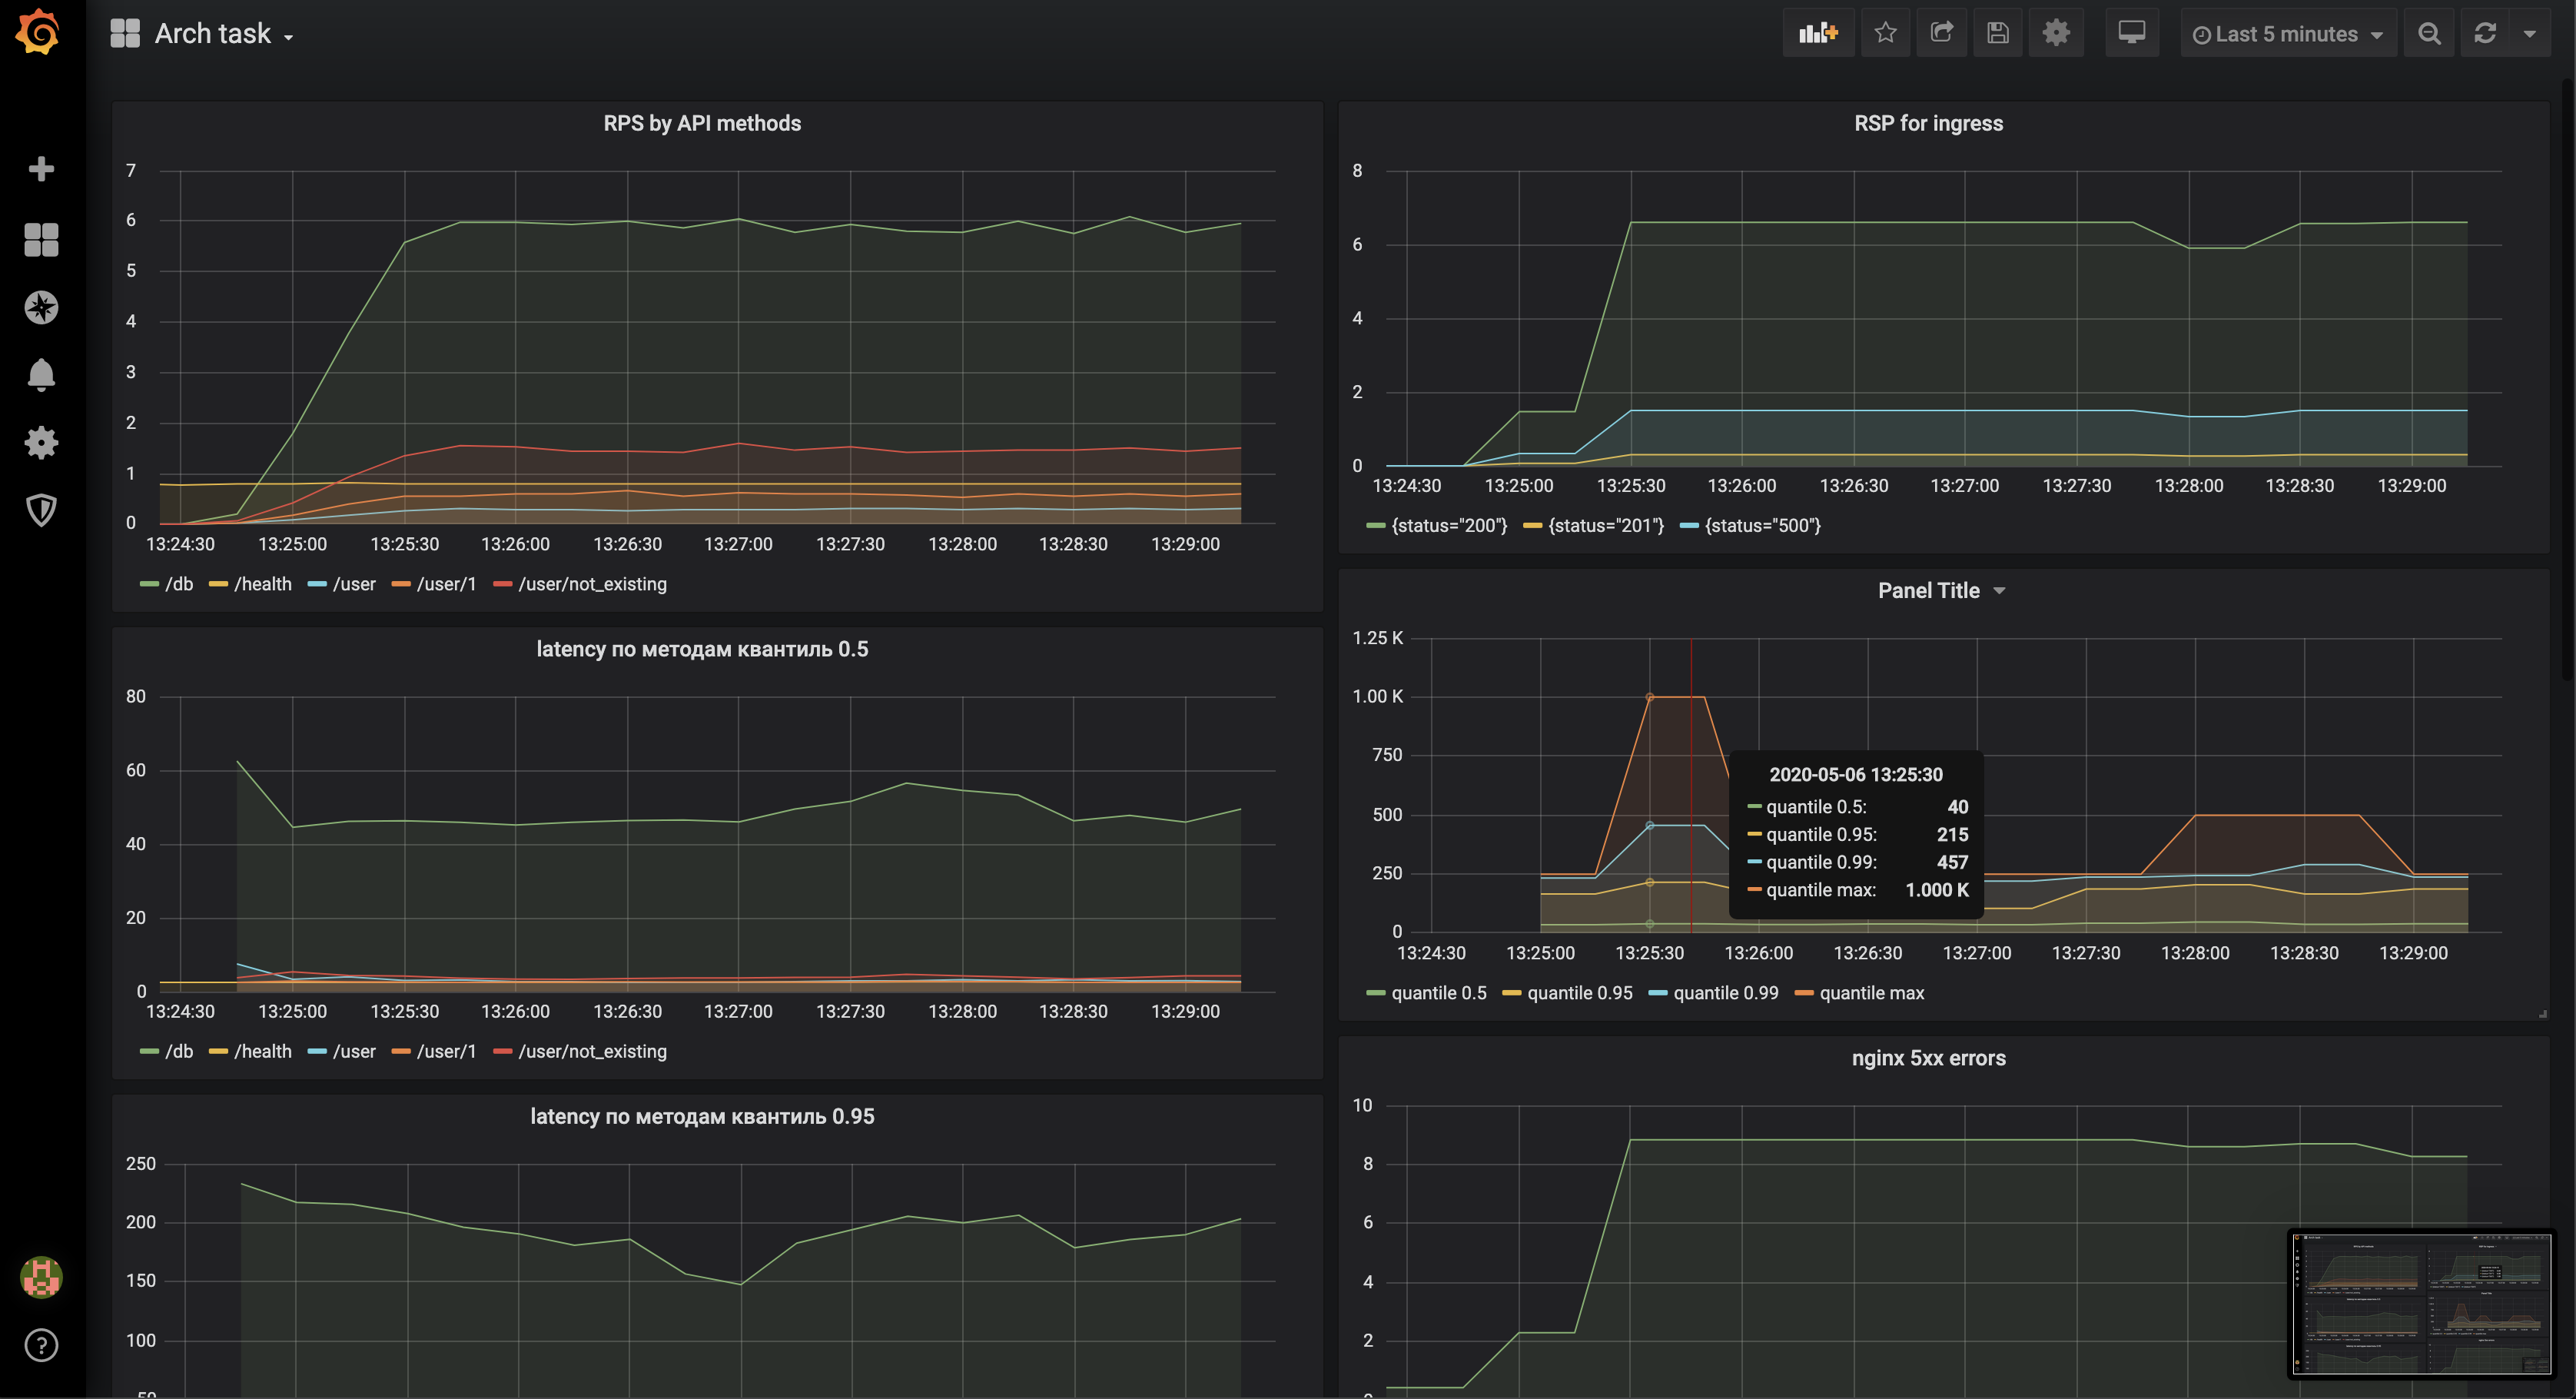 Arch task
Last 5 minutes
RPS by API methods
7
6
5
4
3
2
1
0
13:24:30 13:25:00 13:25:30 13:26:00 13:26:30 13:27:00 13:27:30 13:28:00 13:28:30 13:29:00
/db /health /user /user/1 /user/not_existing
RSP for ingress
8
6
4
2
0
13:24:30 13:25:00 13:25:30 13:26:00 13:26:30 13:27:00 13:27:30 13:28:00 13:28:30 13:29:00
{status="200"} {status="201"} {status="500"}
latency по методам квантиль 0.5
80
60
40
20
0
13:24:30 13:25:00 13:25:30 13:26:00 13:26:30 13:27:00 13:27:30 13:28:00 13:28:30 13:29:00
/db /health /user /user/1 /user/not_existing
Panel Title
1.25 K
1.00 K
750
500
250
0
2020-05-06 13:25:30
quantile 0.5: 40
quantile 0.95: 215
quantile 0.99: 457
quantile max: 1.000 K
13:24:30 13:25:00 13:25:30 13:26:00 13:26:30 13:27:00 13:27:30 13:28:00 13:28:30 13:29:00
quantile 0.5 quantile 0.95 quantile 0.99 quantile max
latency по методам квантиль 0.95
250
200
150
100
50
nginx 5xx errors
10
8
6
4
2
0